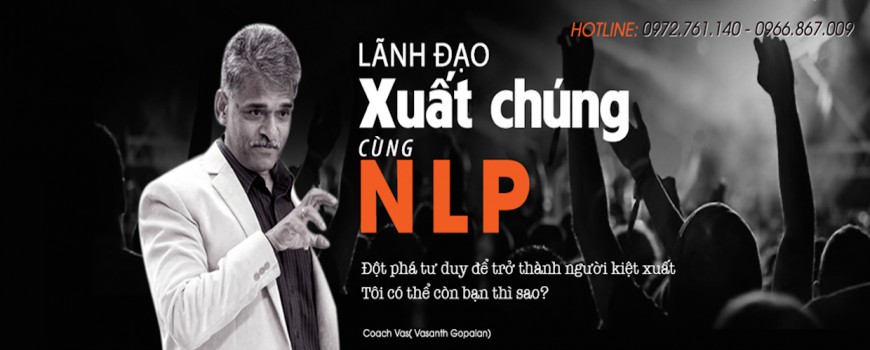 HOTLINE: 0972.761.140 - 0966.867.009
LÃNH ĐẠO
Xuất chúng
CÙNG
NLP
Đột phá tư duy để trở thành người kiệt xuất
Tôi có thể còn bạn thì sao?
Coach Vas( Vasanth Gopalan)